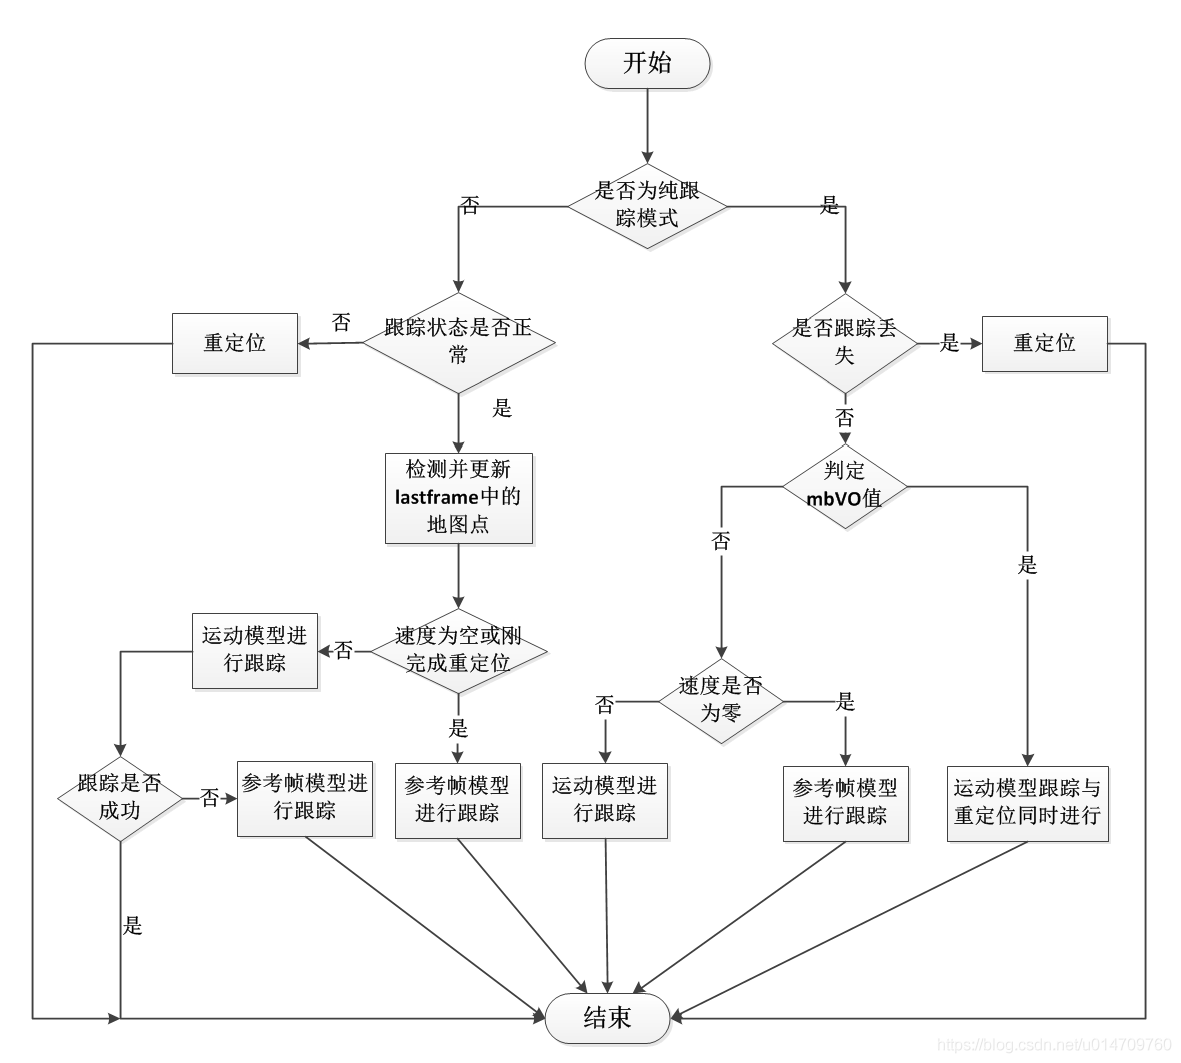 开始
是否为纯跟
踪模式
否
是
跟踪状态是否正
常
否
重定位
是否跟踪丢
失
是
重定位
是
否
检测并更新
lastframe中的
地图点
判定
mbVO值
否
是
速度为空或刚
完成重定位
否
运动模型进
行跟踪
是
速度是否
为零
否
是
跟踪是否
成功
否
参考帧模型进
行跟踪
参考帧模型
进行跟踪
运动模型进
行跟踪
参考帧模型
进行跟踪
运动模型跟踪与
重定位同时进行
是
结束
https://blog.csdn.net/u014709760